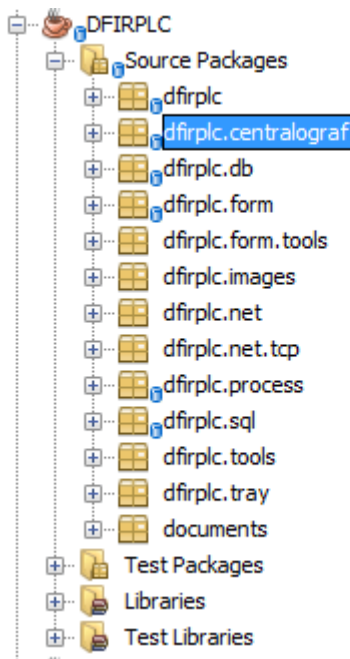 DFIRPLC
Source Packages
dfirplc
dfirplc.centralograf
dfirplc.db
dfirplc.form
dfirplc.form.tools
dfirplc.images
dfirplc.net
dfirplc.net.tcp
dfirplc.process
dfirplc.sql
dfirplc.tools
dfirplc.tray
documents
Test Packages
Libraries
Test Libraries